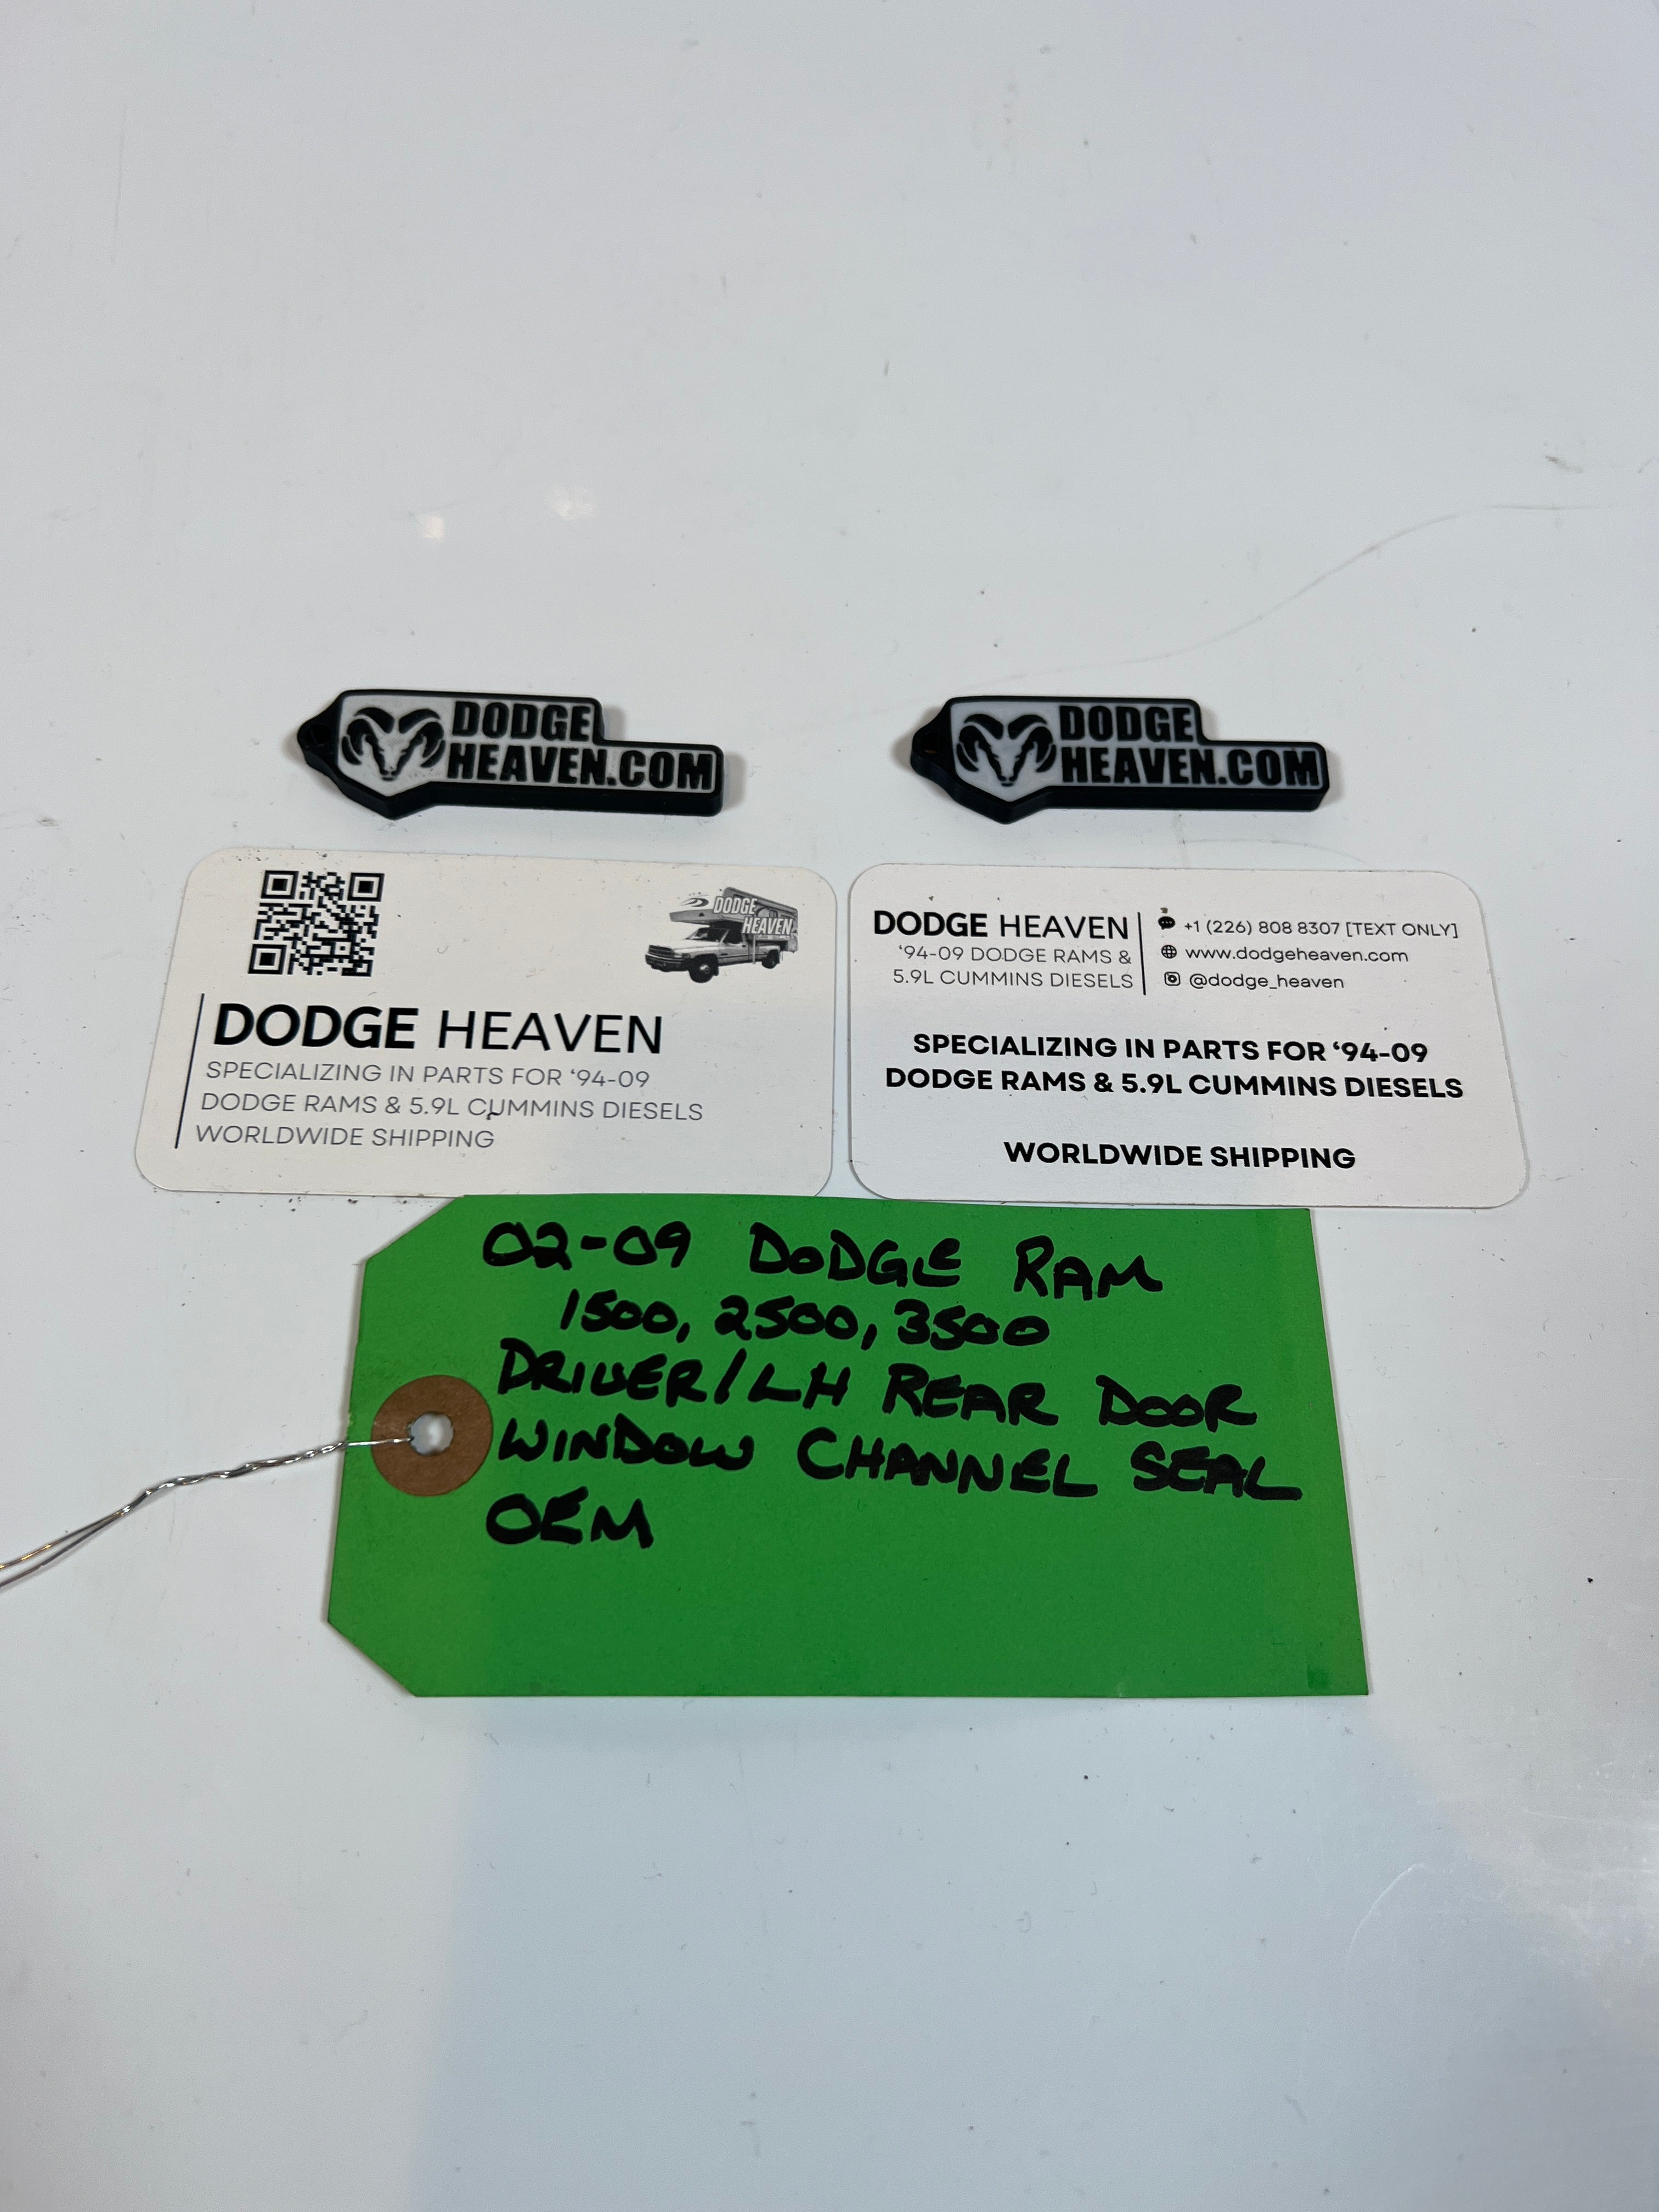 DODGE
HEAVEN.COM
DODGE
HEAVEN.COM
DODGE
HEAVEN
DODGE HEAVEN
SPECIALIZING IN PARTS FOR ‘94-09
DODGE RAMS & 5.9L CUMMINS DIESELS
WORLDWIDE SHIPPING
DODGE HEAVEN
‘94-09 DODGE RAMS &
5.9L CUMMINS DIESELS
+1 (226) 808 8307 [TEXT ONLY]
www.dodgeheaven.com
@dodge_heaven
SPECIALIZING IN PARTS FOR ‘94-09
DODGE RAMS & 5.9L CUMMINS DIESELS
WORLDWIDE SHIPPING
02-09 DODGE RAM
1500, 2500, 3500
DRIVER/LH REAR DOOR
WINDOW CHANNEL SEAL
OEM